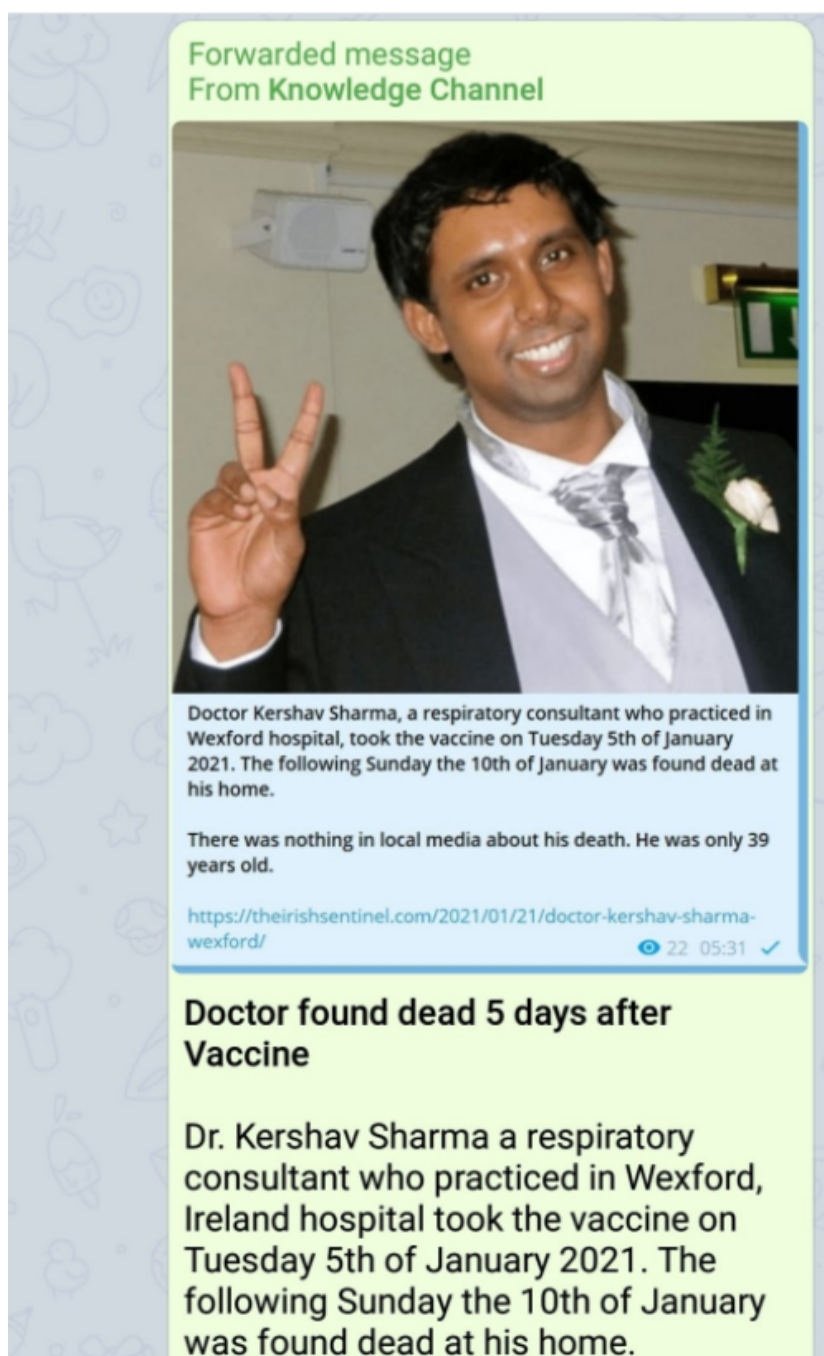 Forwarded message
From Knowledge Channel
Doctor Kershav Sharma, a respiratory consultant who practiced in
Wexford hospital, took the vaccine on Tuesday 5th of January
2021. The following Sunday the 10th of January was found dead at
his home.
There was nothing in local media about his death. He was only 39
years old.
https://theirishsentinel.com/2021/01/21/doctor-kershav-sharma-
wexford/
22 05:31
Doctor found dead 5 days after
Vaccine
Dr. Kershav Sharma a respiratory
consultant who practiced in Wexford,
Ireland hospital took the vaccine on
Tuesday 5th of January 2021. The
following Sunday the 10th of January
was found dead at his home.